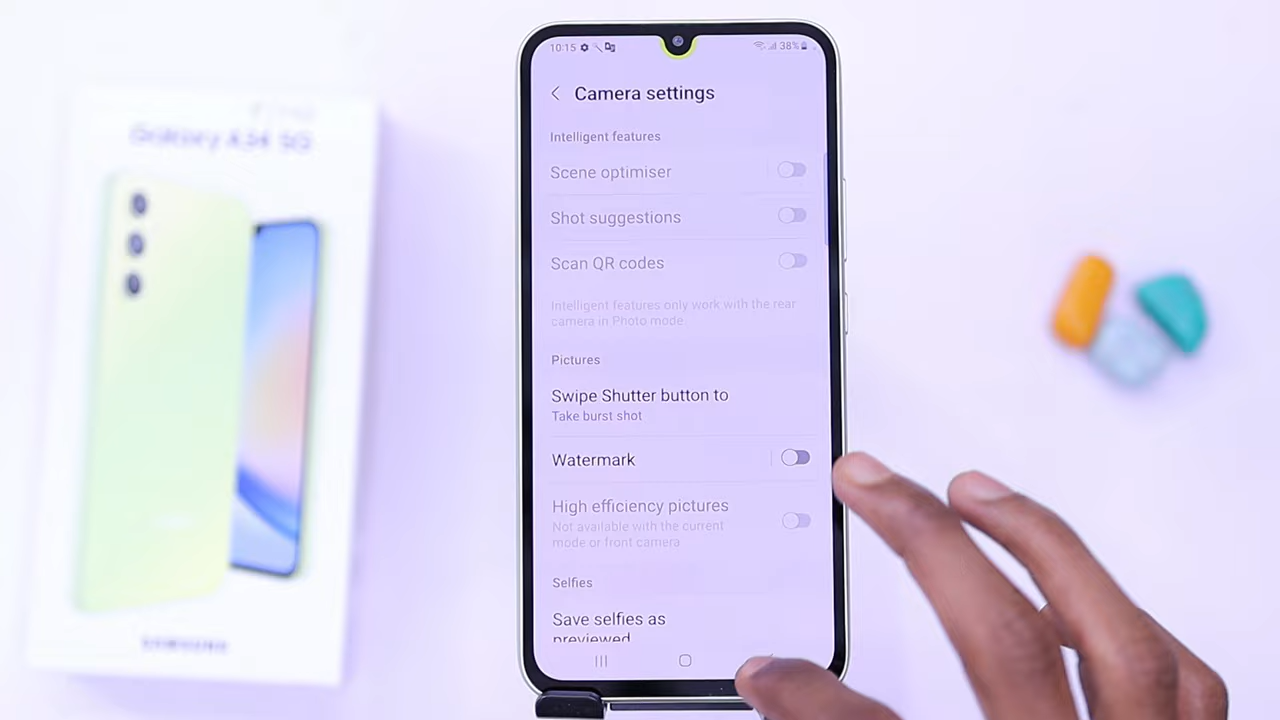 Galaxy A34 5G
SAMSUNG
10:15
38%
Camera settings
Intelligent features
Scene optimiser
Shot suggestions
Scan QR codes
Intelligent features only work with the rear
camera in Photo mode.
Pictures
Swipe Shutter button to
Take burst shot
Watermark
High efficiency pictures
Not available with the current
mode or front camera
Selfies
Save selfies as
previewed